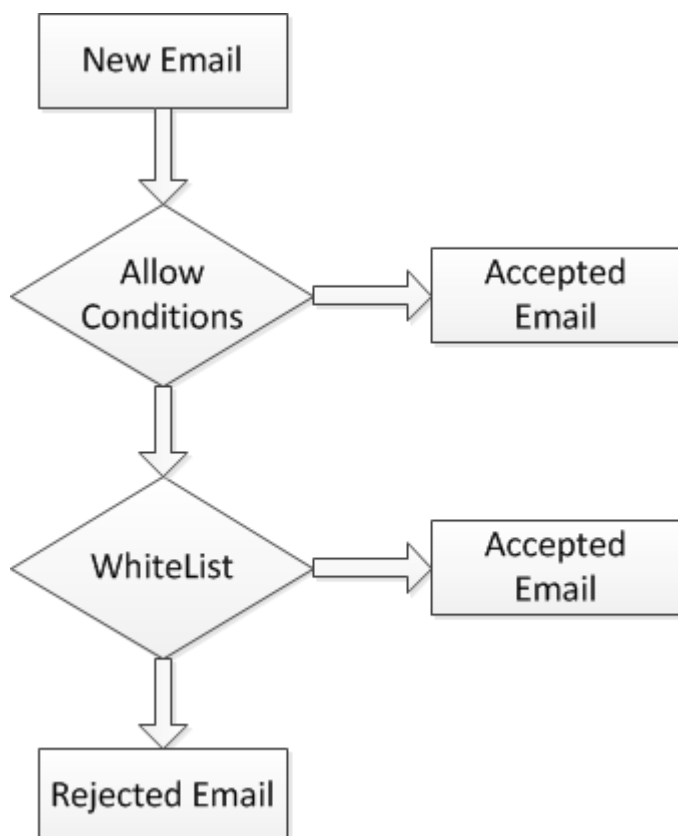 New Email
Allow
Conditions
Accepted
Email
WhiteList
Accepted
Email
Rejected Email